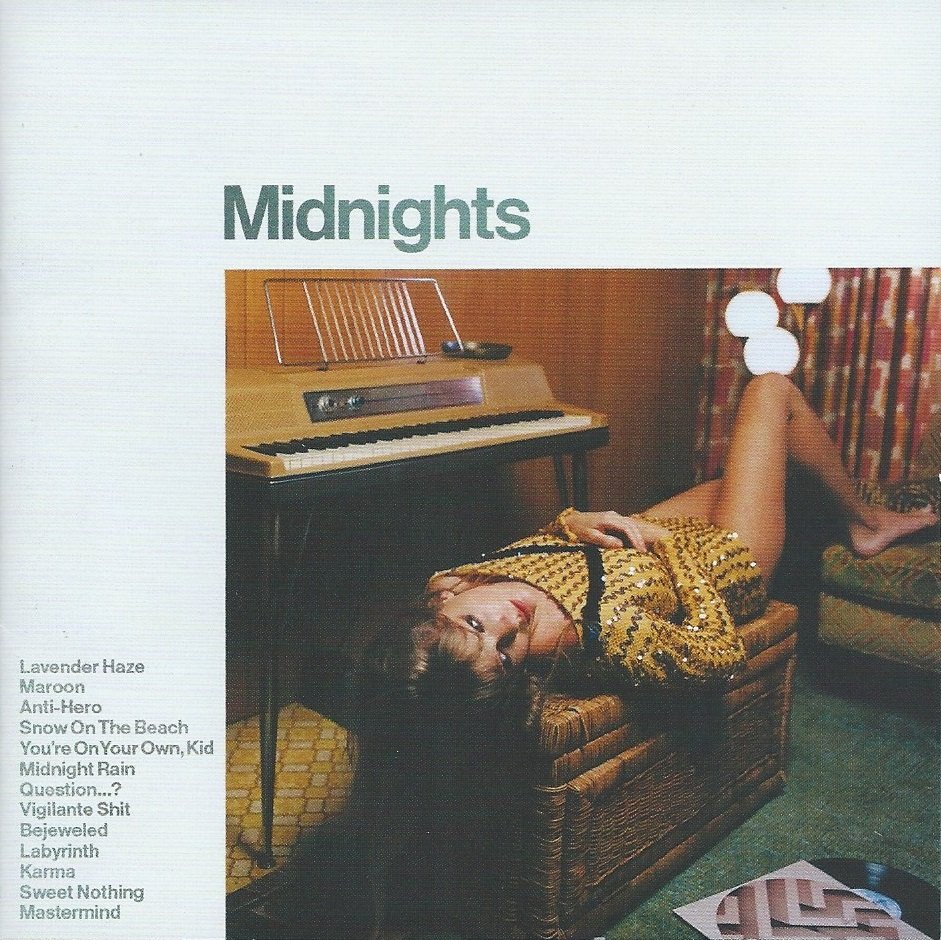 Midnights
Lavender Haze
Maroon
Anti-Hero
Snow On The Beach
You're On Your Own, Kid
Midnight Rain
Question...?
Vigilante Shit
Bejeweled
Labyrinth
Karma
Sweet Nothing
Mastermind